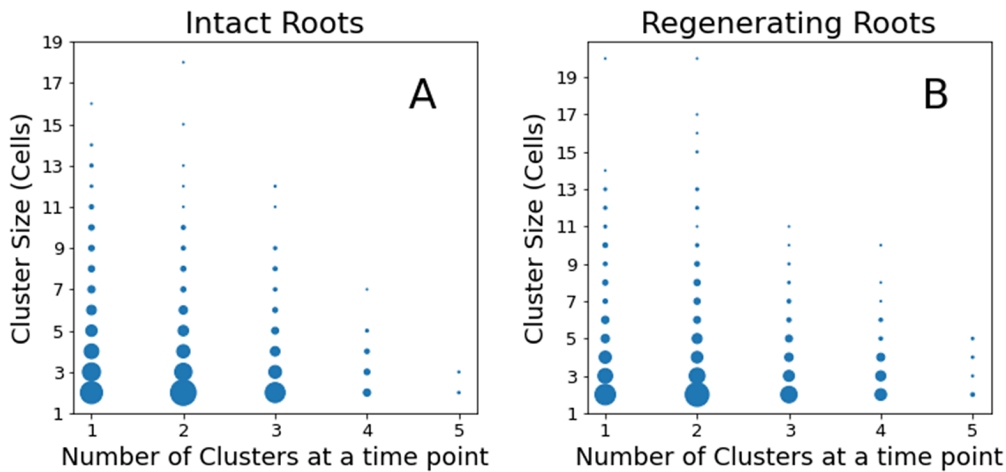 Intact Roots
A
Cluster Size (Cells)
19
17
15
13
11
9
7
5
3
1
1 2 3 4 5
Number of Clusters at a time point
Regenerating Roots
B
Cluster Size (Cells)
19
17
15
13
11
9
7
5
3
1
1 2 3 4 5
Number of Clusters at a time point